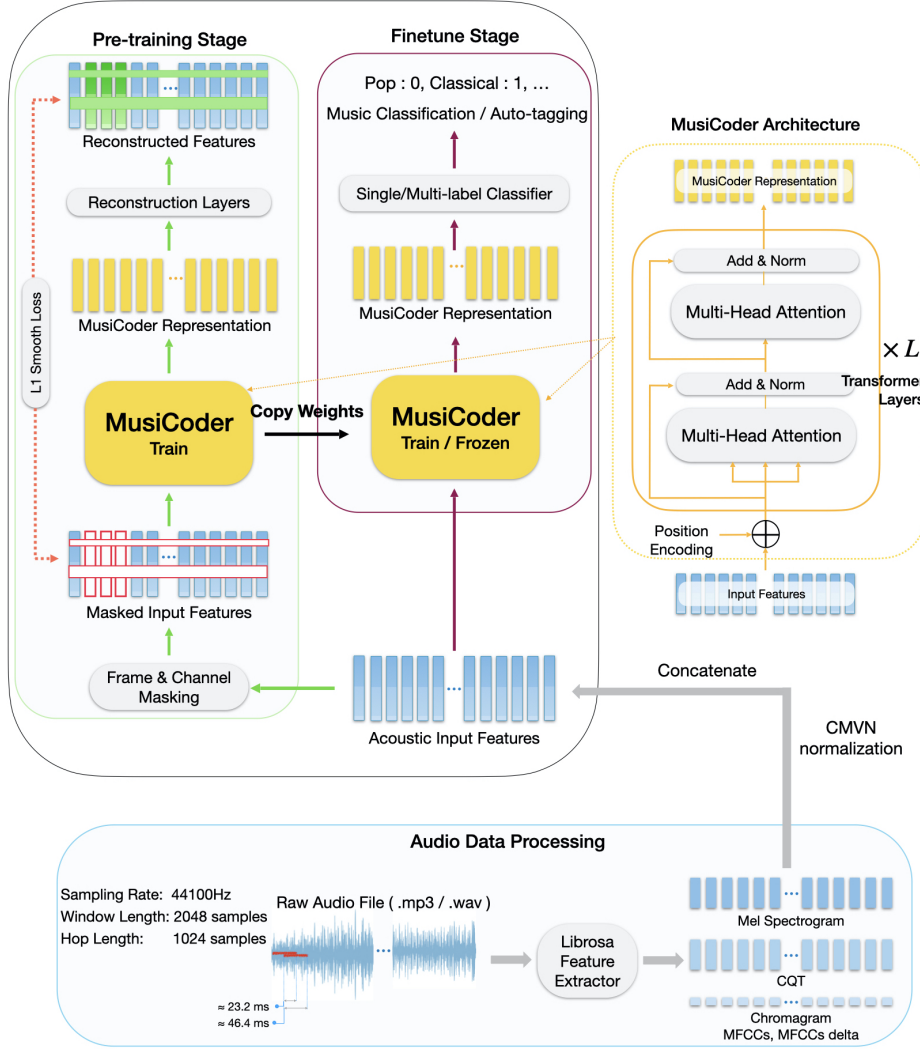 Pre-training Stage
Reconstructed Features
Reconstruction Layers
MusiCoder Representation
L1 Smooth Loss
MusiCoder
Train
Copy Weights
Masked Input Features
Frame & Channel
Masking
Finetune Stage
Pop : 0, Classical : 1, ...
Music Classification / Auto-tagging
Single/Multi-label Classifier
MusiCoder Representation
MusiCoder
Train / Frozen
Acoustic Input Features
MusiCoder Architecture
MusiCoder Representation
Add & Norm
Multi-Head Attention
× L
Transformer
Layers
Add & Norm
Multi-Head Attention
Position
Encoding
Input Features
Concatenate
CMVN
normalization
Audio Data Processing
Sampling Rate: 44100Hz
Window Length: 2048 samples
Hop Length: 1024 samples
Raw Audio File ( .mp3 / .wav )
≈ 23.2 ms
≈ 46.4 ms
Librosa
Feature
Extractor
Mel Spectrogram
CQT
Chromagram
MFCCs, MFCCs delta